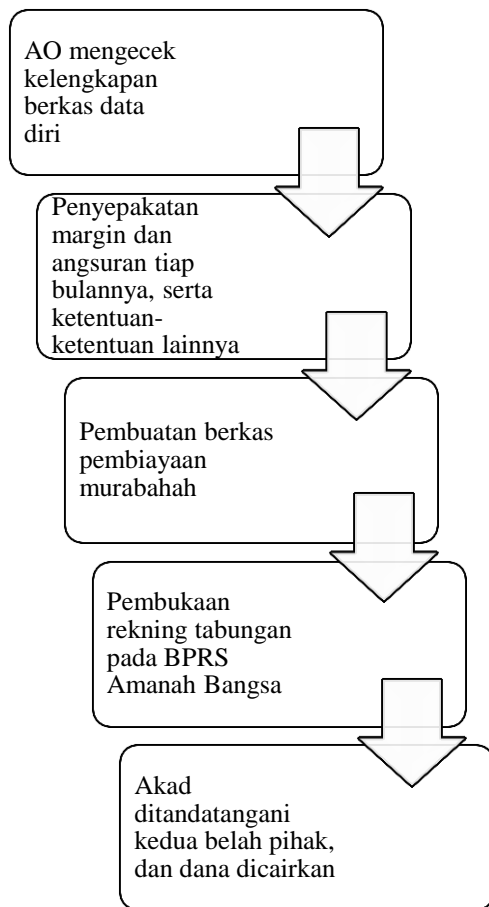 AO mengecek
kelengkapan
berkas data
diri
Penyepakatan
margin dan
angsuran tiap
bulannya, serta
ketentuan-
ketentuan lainnya
Pembuatan berkas
pembiayaan
murabahah
Pembukaan
rekning tabungan
pada BPRS
Amanah Bangsa
Akad
ditandatangani
kedua belah pihak,
dan dana dicairkan